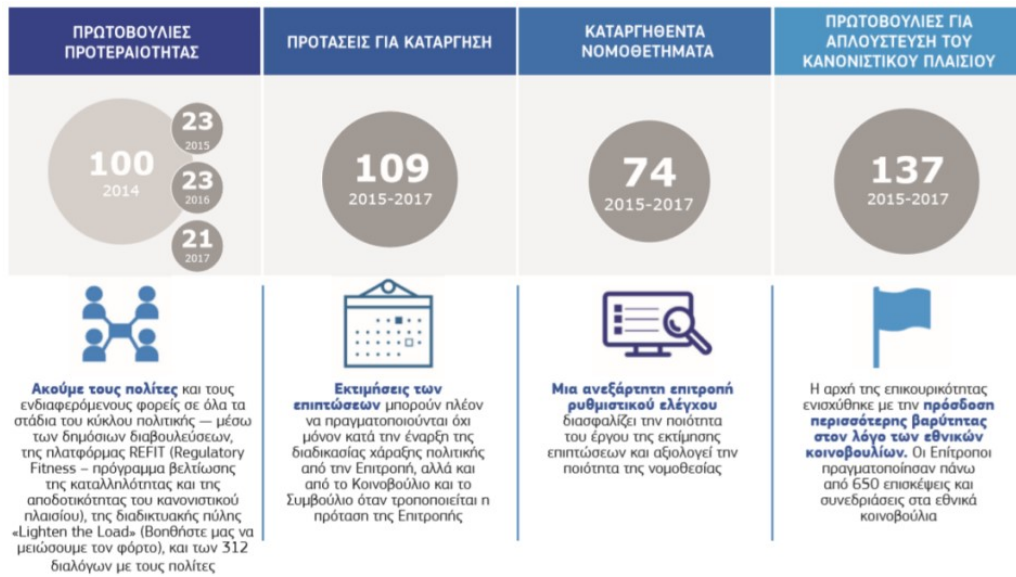 ΠΡΩΤΟΒΟΥΛΙΕΣ
ΠΡΟΤΕΡΑΙΟΤΗΤΑΣ
100
2014
23
2015
23
2016
21
2017
Ακούμε τους πολίτες και τους
ενδιαφερόμενους φορείς σε όλα τα
στάδια του κύκλου πολιτικής — μέσω
των δημόσιων διαβουλεύσεων,
της πλατφόρμας REFIT (Regulatory
Fitness – πρόγραμμα βελτίωσης
της καταλληλότητας και της
αποδοτικότητας του κανονιστικού
πλαισίου), της διαδικτυακής πύλης
«Lighten the Load» (Βοηθήστε μας να
μειώσουμε τον φόρτο), και των 312
διαλόγων με τους πολίτες
ΠΡΟΤΑΣΕΙΣ ΓΙΑ ΚΑΤΑΡΓΗΣΗ
109
2015-2017
Εκτιμήσεις των
επιπτώσεων μπορούν πλέον
να πραγματοποιούνται όχι
μόνον κατά την έναρξη της
διαδικασίας χάραξης πολιτικής
από την Επιτροπή, αλλά και
από το Κοινοβούλιο και το
Συμβούλιο όταν τροποποιείται η
πρόταση της Επιτροπής
ΚΑΤΑΡΓΗΘΕΝΤΑ
ΝΟΜΟΘΕΤΗΜΑΤΑ
74
2015-2017
Μια ανεξάρτητη επιτροπή
ρυθμιστικού ελέγχου
διασφαλίζει την ποιότητα
του έργου της εκτίμησης
επιπτώσεων και αξιολογεί την
ποιότητα της νομοθεσίας
ΠΡΩΤΟΒΟΥΛΙΕΣ ΓΙΑ
ΑΠΛΟΥΣΤΕΥΣΗ ΤΟΥ
ΚΑΝΟΝΙΣΤΙΚΟΥ ΠΛΑΙΣΙΟΥ
137
2015-2017
Η αρχή της επικουρικότητας
ενισχύθηκε με την πρόσδοση
περισσότερης βαρύτητας
στον λόγο των εθνικών
κοινοβουλίων. Οι Επίτροποι
πραγματοποίησαν πάνω
από 650 επισκέψεις και
συνεδριάσεις στα εθνικά
κοινοβούλια